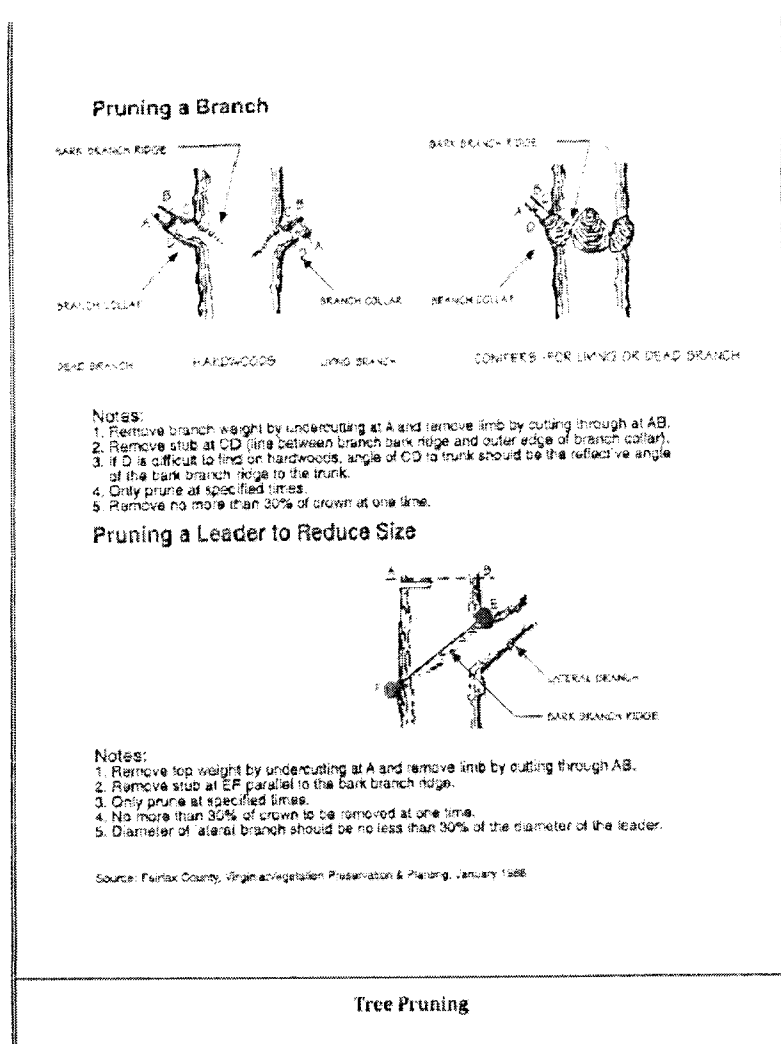 Pruning a Branch
BARK BRANCH RIDGE
BARK BRANCH RIDGE
B
A
B
A
B
A
D
BRANCH COLLAR
BRANCH COLLAR
BRANCH COLLAR
DEAD BRANCH
HARDWOODS
LIVING BRANCH
CONIFERS - FOR LIVING OR DEAD BRANCH
Notes:
1. Remove branch weight by undercutting at A and remove limb by cutting through at AB.
2. Remove stub at CD (line between branch bark ridge and outer edge of branch collar).
3. If D is difficult to find on hardwoods, angle of CD to trunk should be the reflective angle
of the bark branch ridge to the trunk.
4. Only prune at specified times.
5. Remove no more than 30% of crown at one time.
Pruning a Leader to Reduce Size
A
B
E
F
LATERAL BRANCH
BARK BRANCH RIDGE
Notes:
1. Remove top weight by undercutting at A and remove limb by cutting through AB.
2. Remove stub at EF parallel to the bark branch ridge.
3. Only prune at specified times.
4. No more than 30% of crown to be removed at one time.
5. Diameter of lateral branch should be no less than 30% of the diameter of the leader.
Source: Fairfax County, Virginia Vegetation Preservation & Planting, January 1986
Tree Pruning